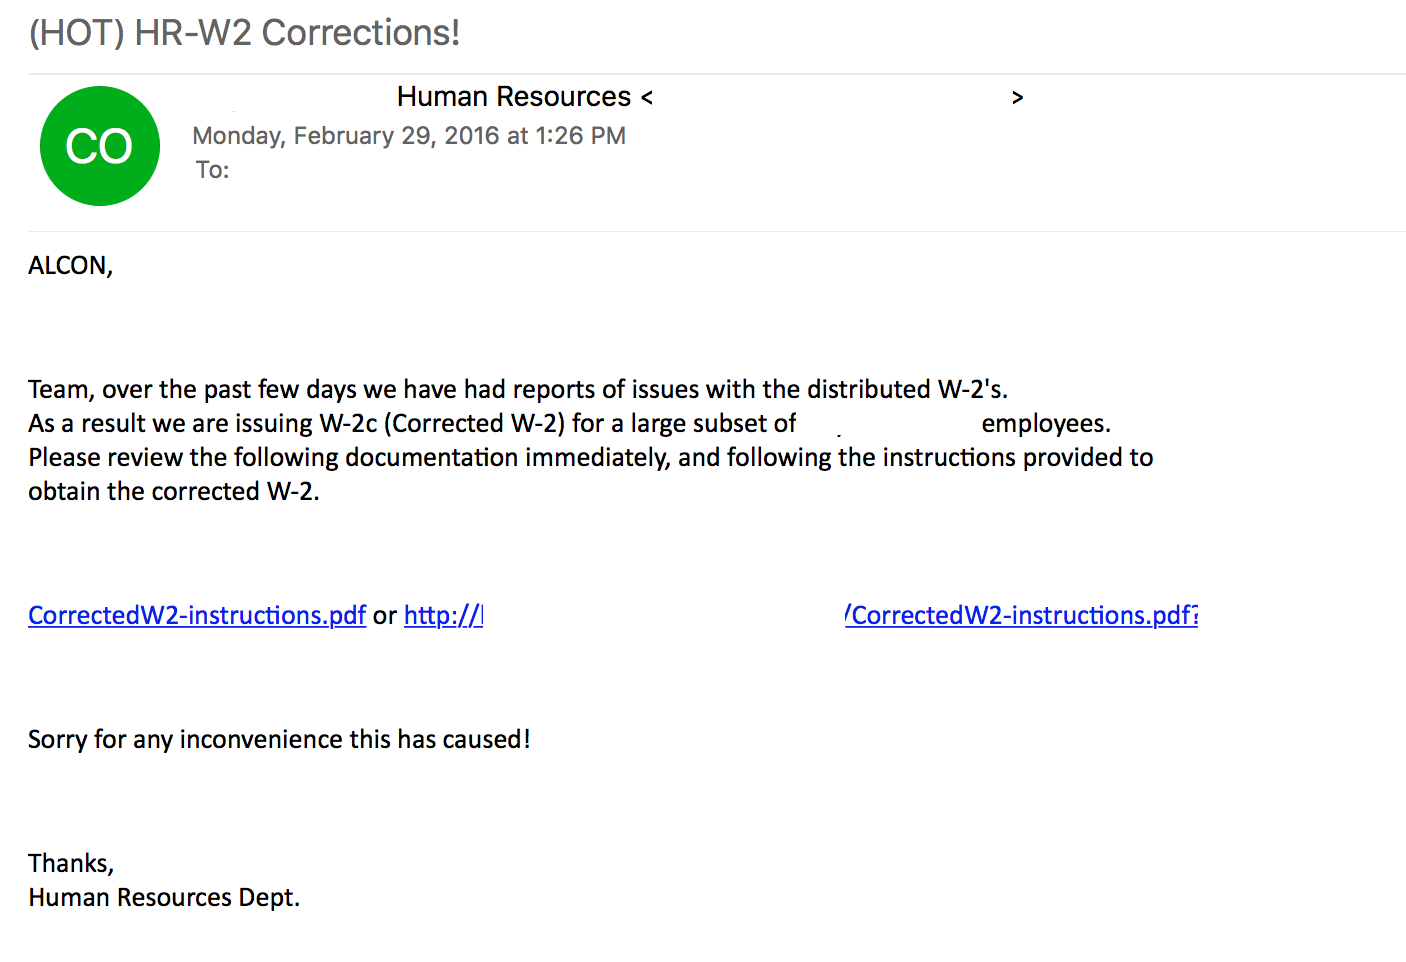 (HOT) HR-W2 Corrections!
CO
Human Resources < >
Monday, February 29, 2016 at 1:26 PM
To:
ALCON,
Team, over the past few days we have had reports of issues with the distributed W-2's.
As a result we are issuing W-2c (Corrected W-2) for a large subset of employees.
Please review the following documentation immediately, and following the instructions provided to
obtain the corrected W-2.
CorrectedW2-instructions.pdf or http:// /CorrectedW2-instructions.pdf?
Sorry for any inconvenience this has caused!
Thanks,
Human Resources Dept.